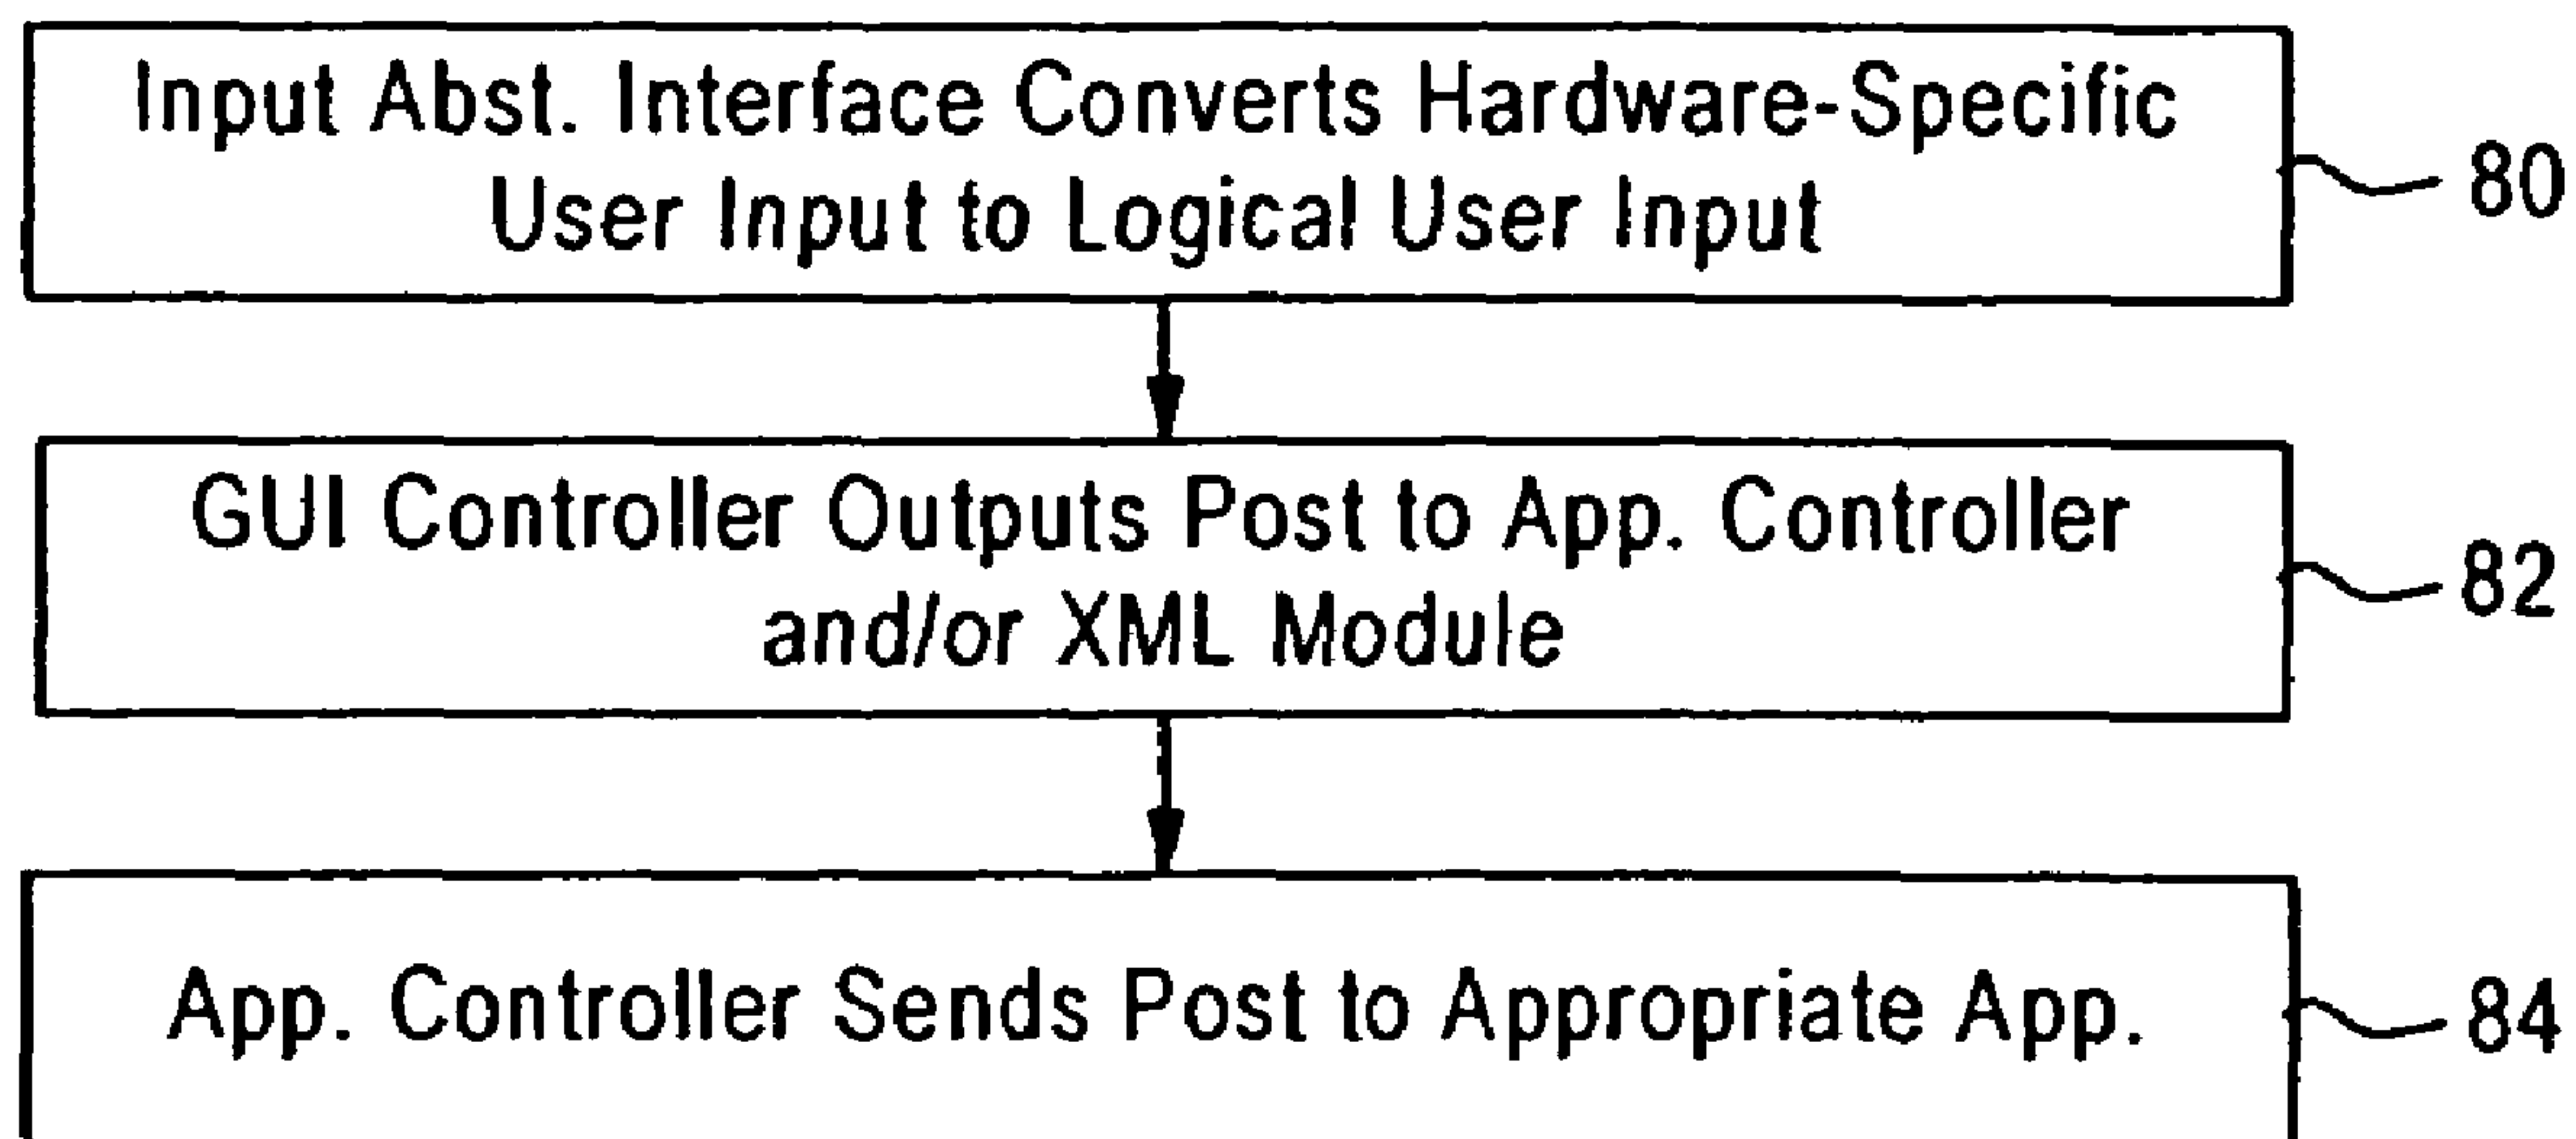 Input Abst. Interface Converts Hardware-Specific
User Input to Logical User Input
80
GUI Controller Outputs Post to App. Controller
and/or XML Module
82
App. Controller Sends Post to Appropriate App.
84